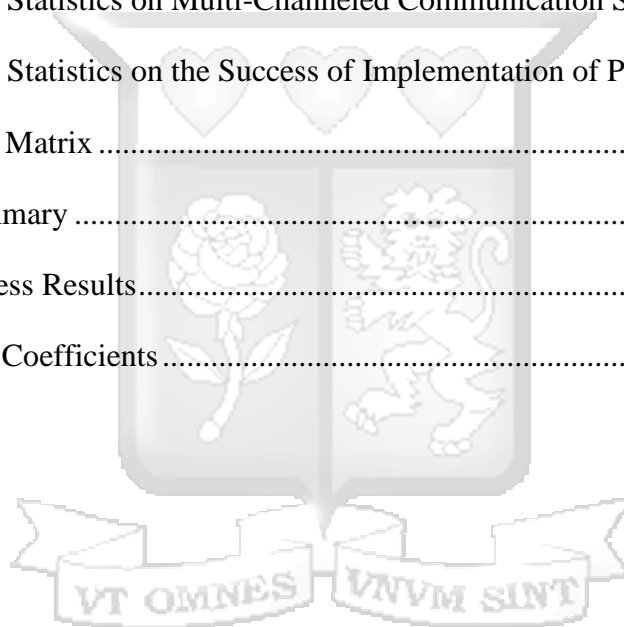 Statistics on Multi-Channeled Communication S
Statistics on the Success of Implementation of P
Matrix ..........................................................................
mary ............................................................................
ess Results.....................................................................
Coefficients ...................................................................
VT OMNES VNVM SINT